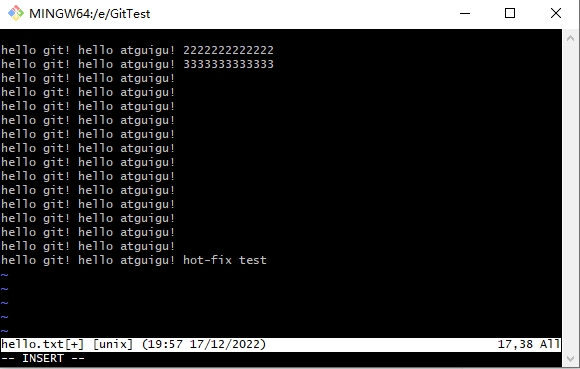 MINGW64:/e/GitTest
hello git! hello atguigu! 2222222222222
hello git! hello atguigu! 3333333333333
hello git! hello atguigu!
hello git! hello atguigu!
hello git! hello atguigu!
hello git! hello atguigu!
hello git! hello atguigu!
hello git! hello atguigu!
hello git! hello atguigu!
hello git! hello atguigu!
hello git! hello atguigu!
hello git! hello atguigu!
hello git! hello atguigu!
hello git! hello atguigu!
hello git! hello atguigu!
hello git! hello atguigu! hot-fix test
~
~
~
~
~
hello.txt[+] [unix] (19:57 17/12/2022) 17,38 All
-- INSERT --